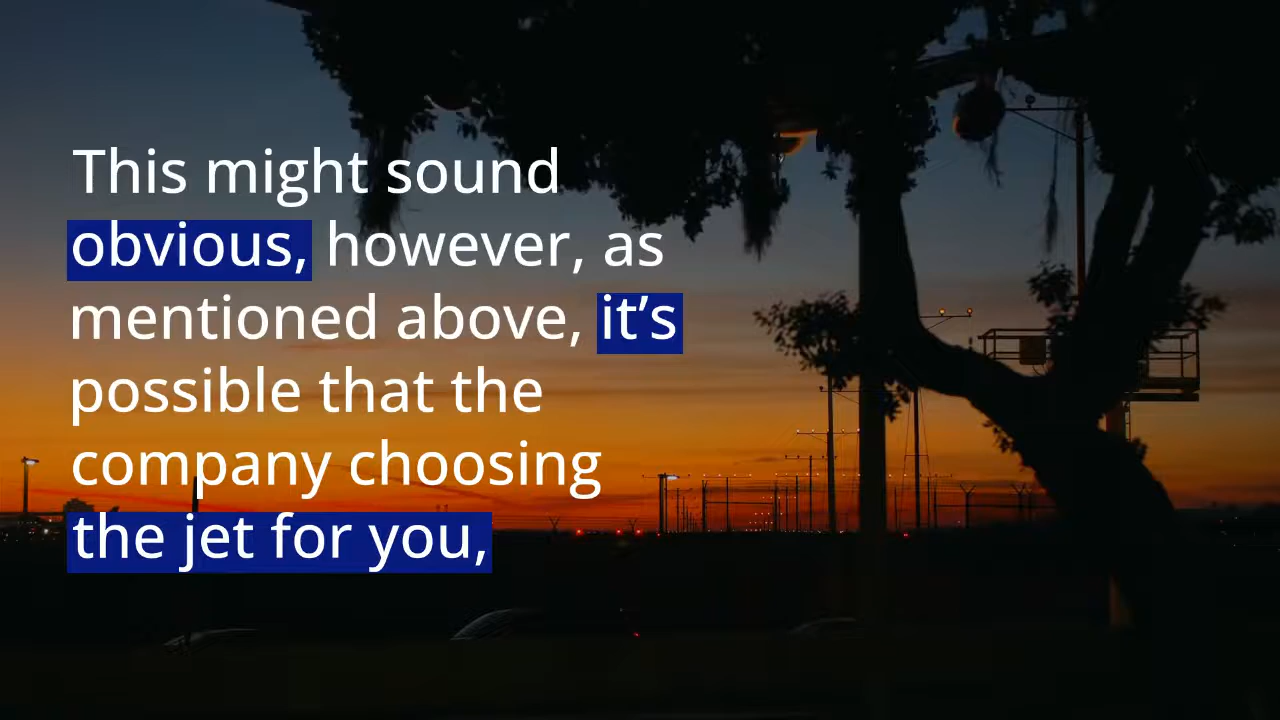 This might sound
obvious, however, as
mentioned above, it’s
possible that the
company choosing
the jet for you,